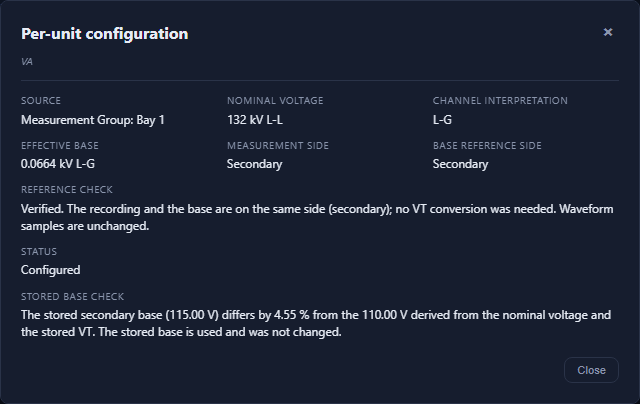 Per-unit configuration
×
VA
SOURCE
Measurement Group: Bay 1
NOMINAL VOLTAGE
132 kV L-L
CHANNEL INTERPRETATION
L-G
EFFECTIVE BASE
0.0664 kV L-G
MEASUREMENT SIDE
Secondary
BASE REFERENCE SIDE
Secondary
REFERENCE CHECK
Verified. The recording and the base are on the same side (secondary); no VT conversion was needed. Waveform
samples are unchanged.
STATUS
Configured
STORED BASE CHECK
The stored secondary base (115.00 V) differs by 4.55 % from the 110.00 V derived from the nominal voltage and
the stored VT. The stored base is used and was not changed.
Close